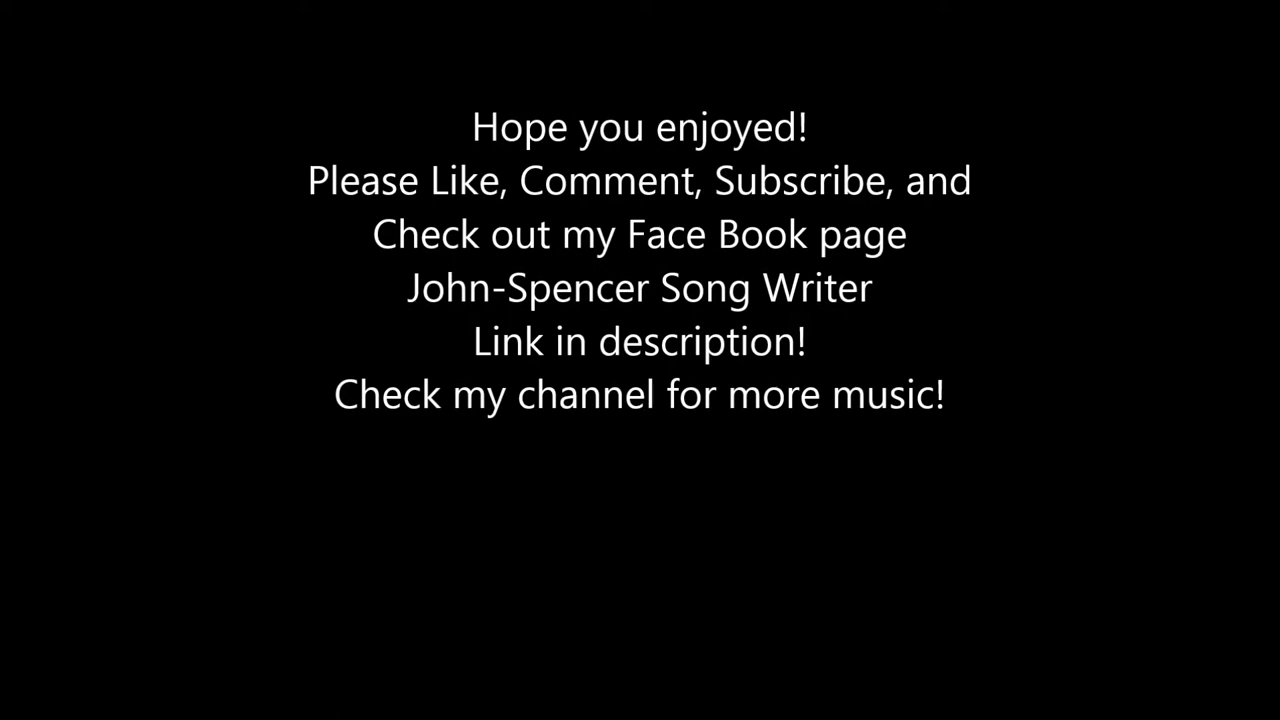 Hope you enjoyed!
Please Like, Comment, Subscribe, and
Check out my Face Book page
John-Spencer Song Writer
Link in description!
Check my channel for more music!